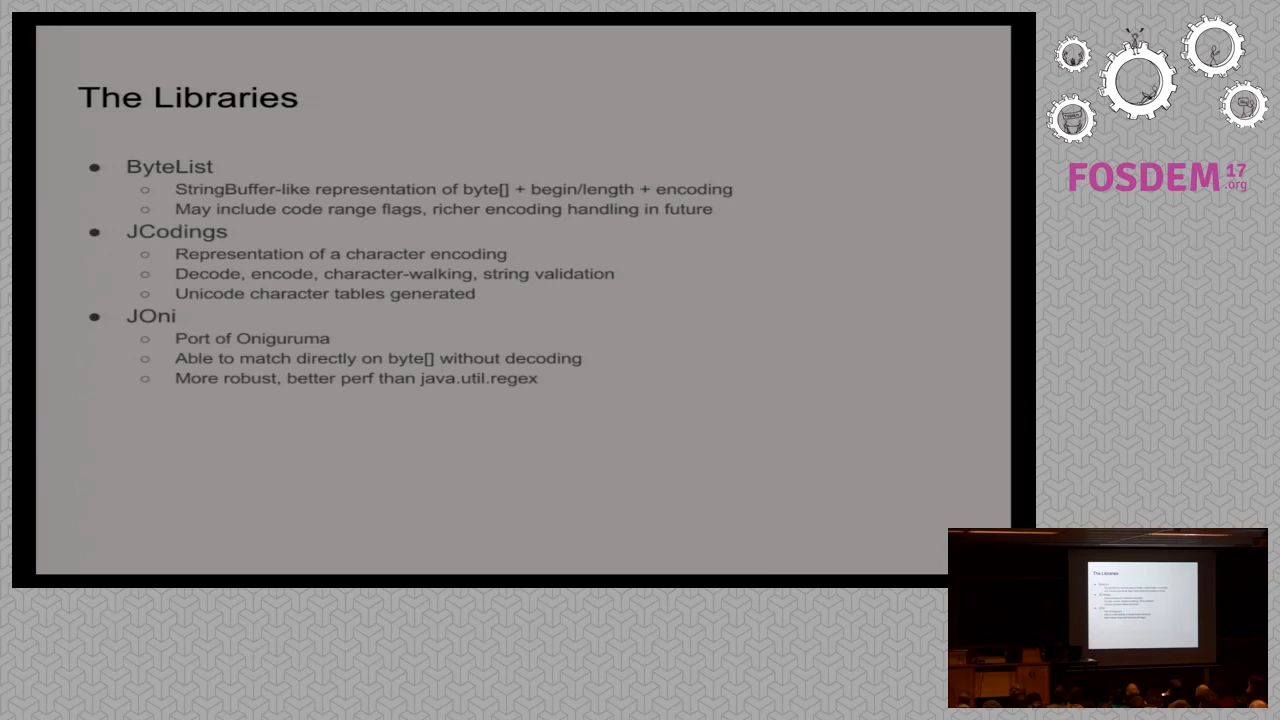 The Libraries
● ByteList
○ StringBuffer-like representation of byte[] + begin/length + encoding
○ May include code range flags, richer encoding handling in future
● JCodings
○ Representation of a character encoding
○ Decode, encode, character-walking, string validation
○ Unicode character tables generated
● JOni
○ Port of Oniguruma
○ Able to match directly on byte[] without decoding
○ More robust, better perf than java.util.regex
FOSDEM 17 .org
The Libraries